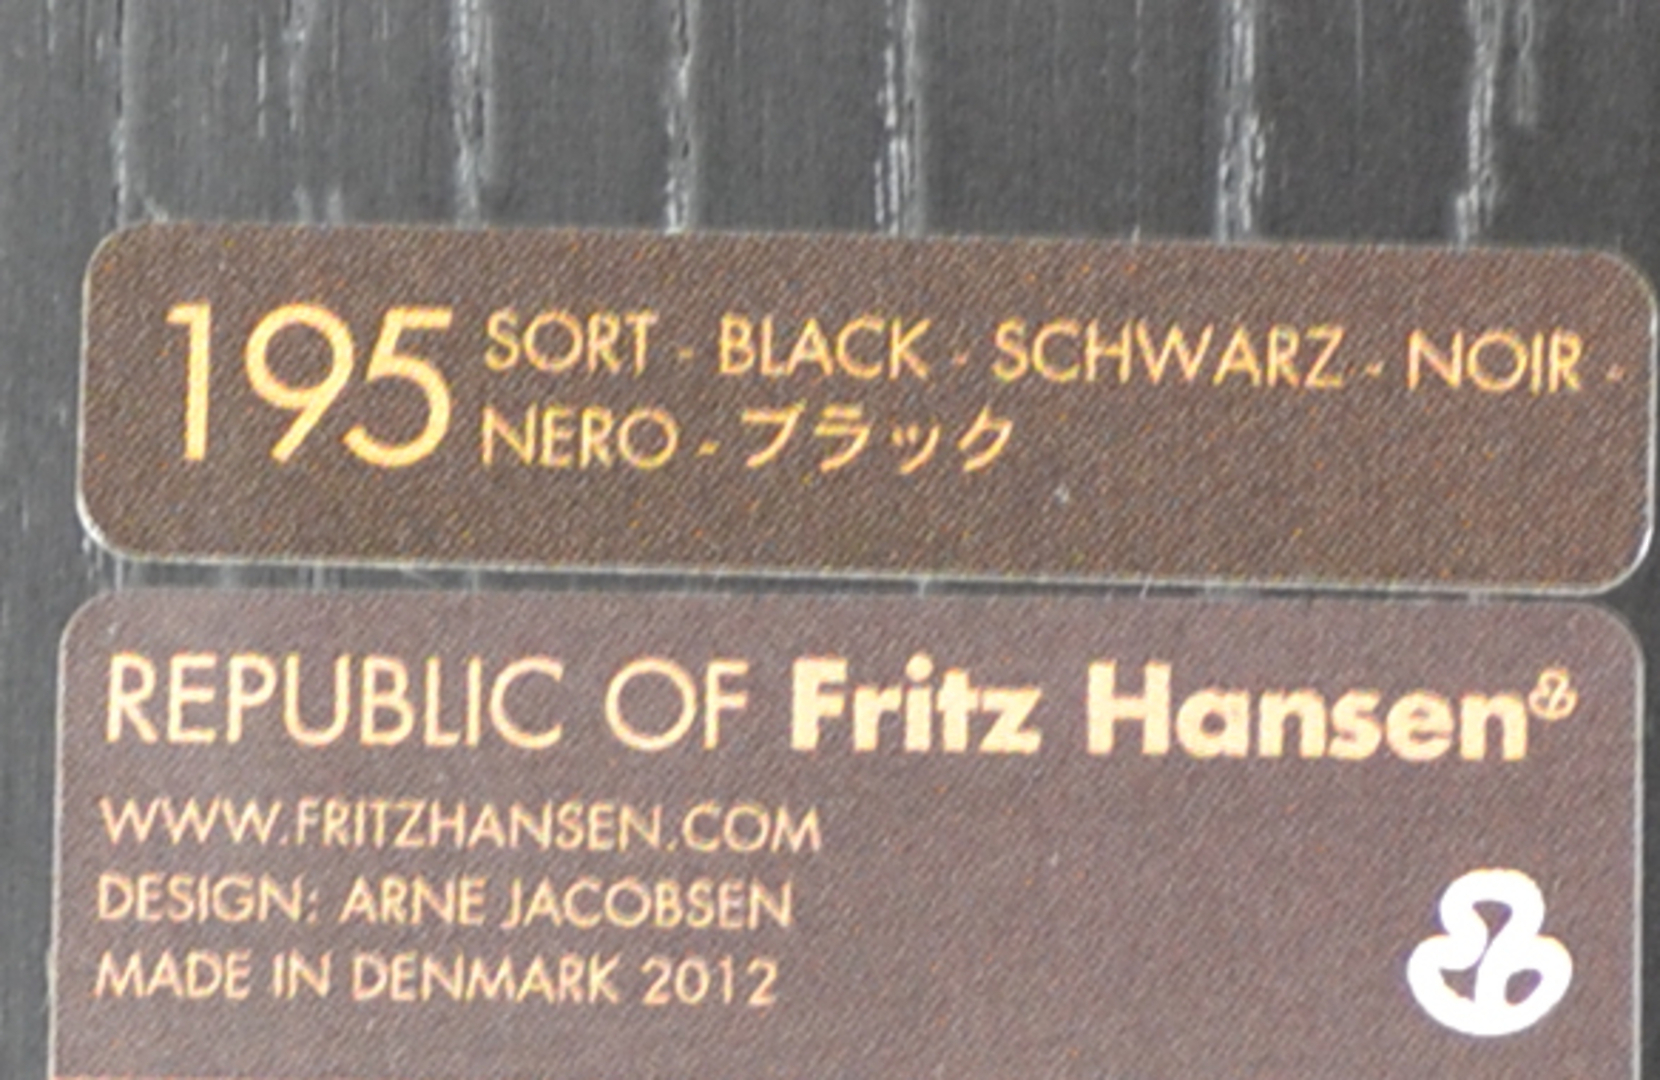 195 SORT - BLACK - SCHWARZ - NOIR -
NERO - ブラック
REPUBLIC OF Fritz Hansen
WWW.FRITZHANSEN.COM
DESIGN: ARNE JACOBSEN
MADE IN DENMARK 2012